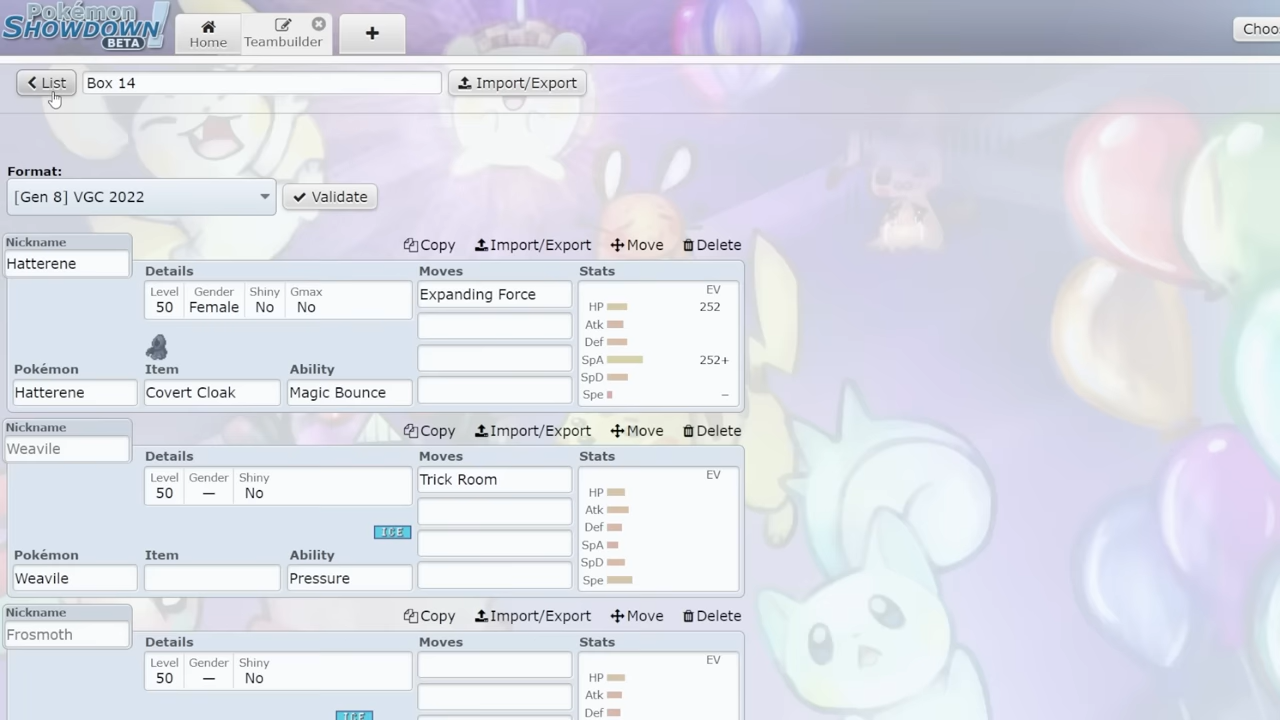 Pokémon
SHOWDOWN!
BETA
Home
Teambuilder
+
Choo
List
Box 14
Import/Export
Format:
[Gen 8] VGC 2022
Validate
Nickname
Hatterene
Copy Import/Export Move Delete
Details
Moves
Stats
Level Gender Shiny Gmax
50 Female No No
Expanding Force
EV
HP 252
Atk
Def
SpA 252+
SpD
Spe –
Pokémon Item Ability
Hatterene Covert Cloak Magic Bounce
Nickname
Weavile
Copy Import/Export Move Delete
Details
Moves
Stats
Level Gender Shiny
50 — No
Trick Room
EV
HP
Atk
Def
SpA
SpD
Spe
ICE
Pokémon Item Ability
Weavile Pressure
Nickname
Frosmoth
Copy Import/Export Move Delete
Details
Moves
Stats
Level Gender Shiny
50 — No
EV
HP
Atk
Def
ICE